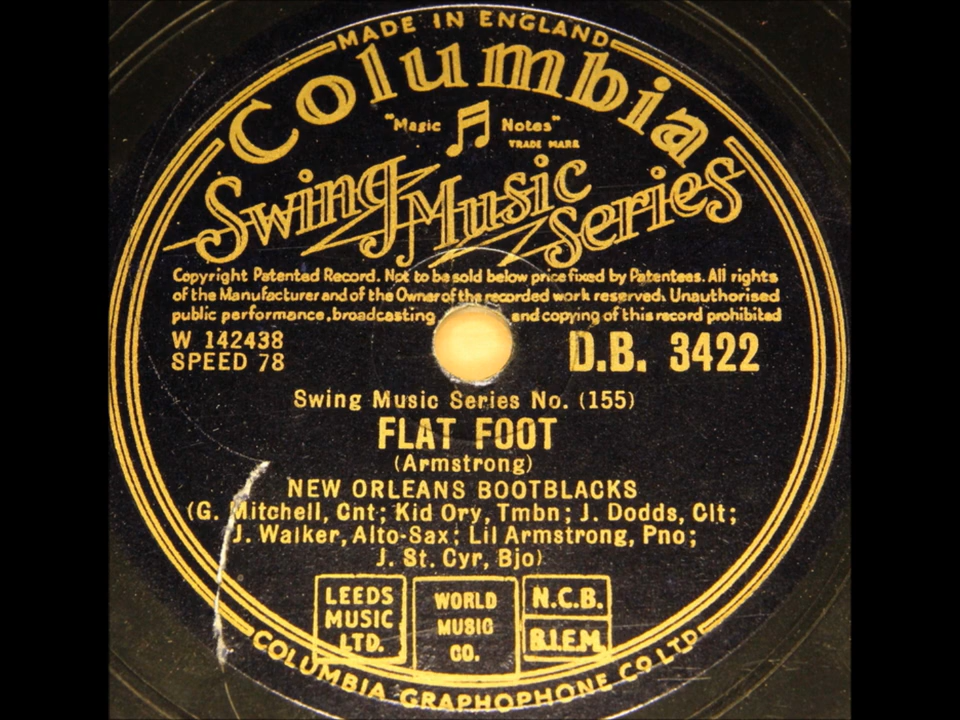 MADE IN ENGLAND
Columbia
"Magic Notes"
TRADE MARK
Swing Music Series
Copyright Patented Record. Not to be sold below price fixed by Patentees. All rights
of the Manufacturer and of the Owner of the recorded work reserved. Unauthorised
public performance, broadcasting and copying of this record prohibited
W 142438
SPEED 78
D.B. 3422
Swing Music Series No. (155)
FLAT FOOT
(Armstrong)
NEW ORLEANS BOOTBLACKS
(G. Mitchell, Cnt; Kid Ory, Tmbn; J. Dodds, Clt;
J. Walker, Alto-Sax; Lil Armstrong, Pno;
J. St. Cyr, Bjo)
LEEDS
MUSIC
LTD.
WORLD
MUSIC
CO.
N.C.B.
B.I.E.M.
COLUMBIA GRAPHOPHONE CO. LTD.